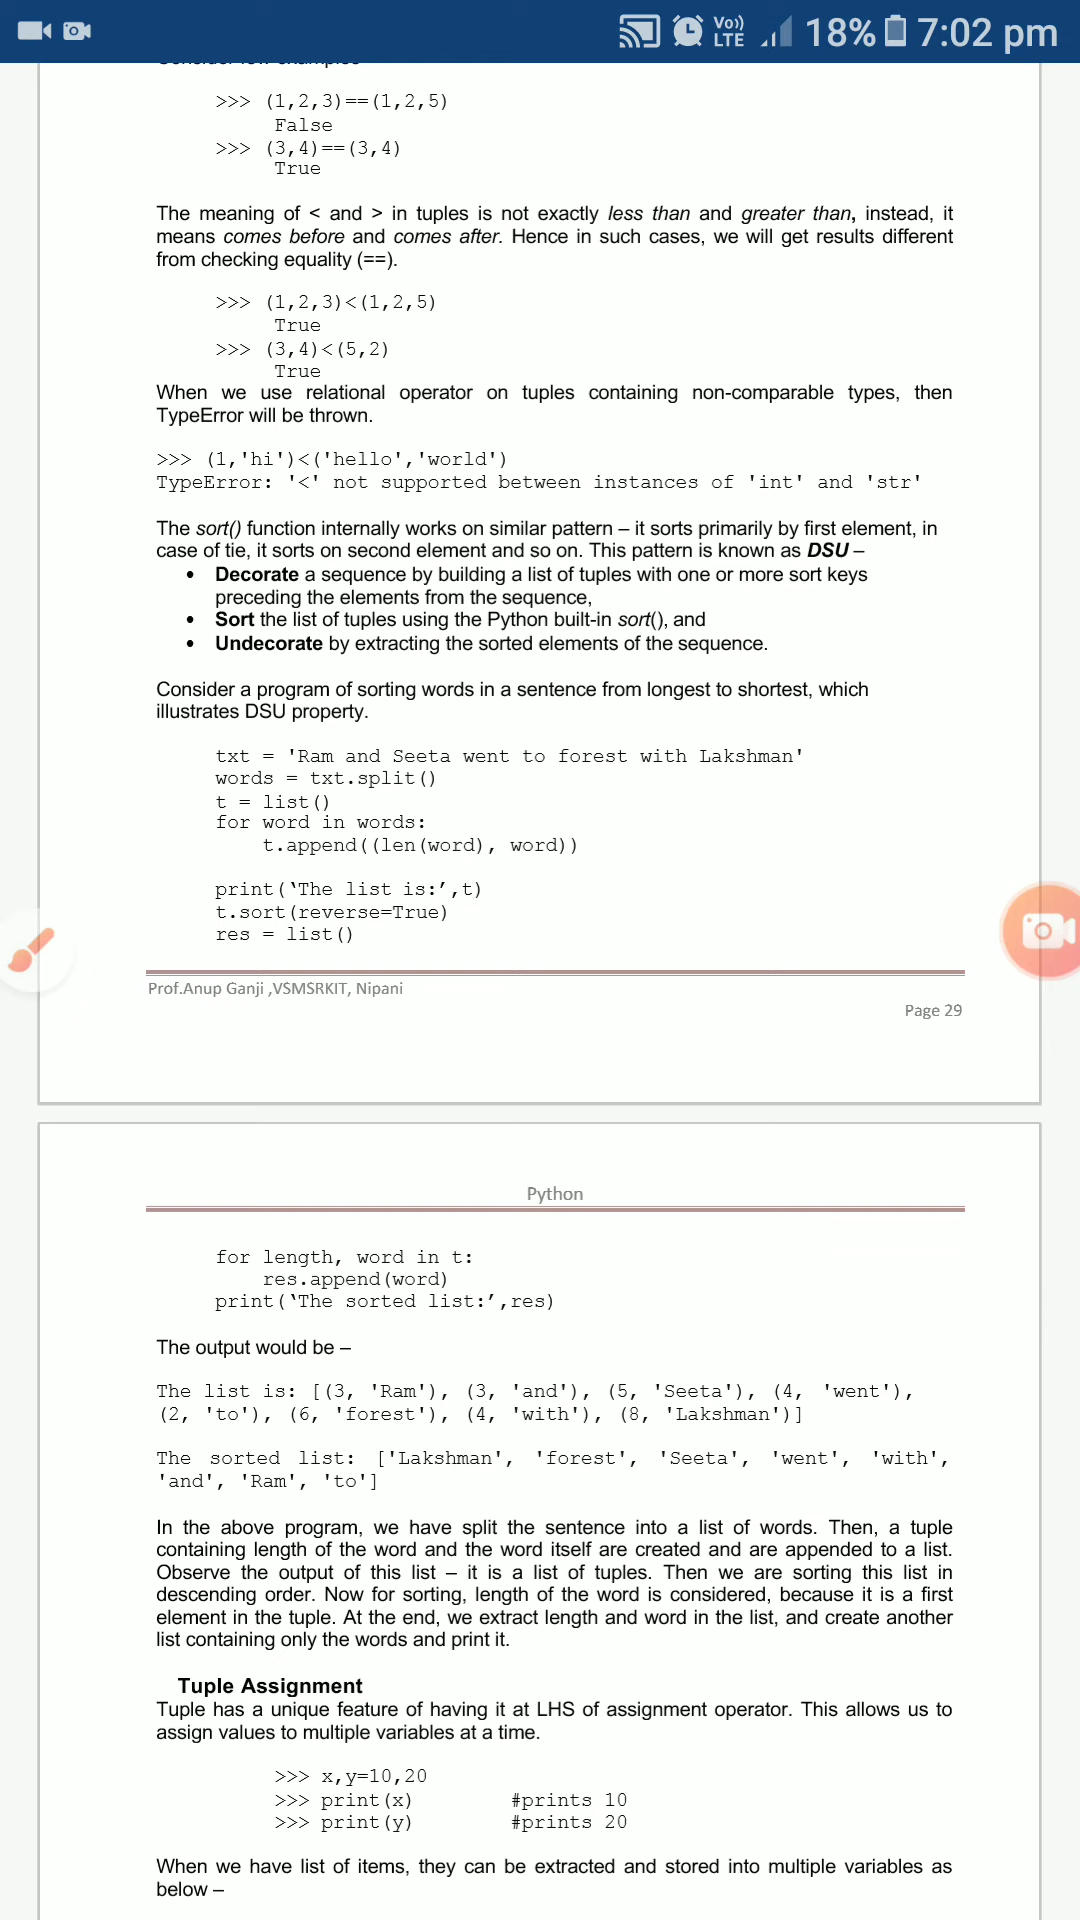 Vo)) LTE 18% 7:02 pm
>>> (1,2,3)==(1,2,5)
False
>>> (3,4)==(3,4)
True
The meaning of < and > in tuples is not exactly less than and greater than, instead, it
means comes before and comes after. Hence in such cases, we will get results different
from checking equality (==).
>>> (1,2,3)<(1,2,5)
True
>>> (3,4)<(5,2)
True
When we use relational operator on tuples containing non-comparable types, then
TypeError will be thrown.
>>> (1,'hi')<('hello','world')
TypeError: '<' not supported between instances of 'int' and 'str'
The sort() function internally works on similar pattern – it sorts primarily by first element, in
case of tie, it sorts on second element and so on. This pattern is known as DSU –
• Decorate a sequence by building a list of tuples with one or more sort keys
preceding the elements from the sequence,
• Sort the list of tuples using the Python built-in sort(), and
• Undecorate by extracting the sorted elements of the sequence.
Consider a program of sorting words in a sentence from longest to shortest, which
illustrates DSU property.
txt = 'Ram and Seeta went to forest with Lakshman'
words = txt.split()
t = list()
for word in words:
t.append((len(word), word))
print(‘The list is:’,t)
t.sort(reverse=True)
res = list()
Prof.Anup Ganji ,VSMSRKIT, Nipani
Page 29
Python
for length, word in t:
res.append(word)
print(‘The sorted list:’,res)
The output would be –
The list is: [(3, 'Ram'), (3, 'and'), (5, 'Seeta'), (4, 'went'),
(2, 'to'), (6, 'forest'), (4, 'with'), (8, 'Lakshman')]
The sorted list: ['Lakshman', 'forest', 'Seeta', 'went', 'with',
'and', 'Ram', 'to']
In the above program, we have split the sentence into a list of words. Then, a tuple
containing length of the word and the word itself are created and are appended to a list.
Observe the output of this list – it is a list of tuples. Then we are sorting this list in
descending order. Now for sorting, length of the word is considered, because it is a first
element in the tuple. At the end, we extract length and word in the list, and create another
list containing only the words and print it.
Tuple Assignment
Tuple has a unique feature of having it at LHS of assignment operator. This allows us to
assign values to multiple variables at a time.
>>> x,y=10,20
>>> print(x) #prints 10
>>> print(y) #prints 20
When we have list of items, they can be extracted and stored into multiple variables as
below –